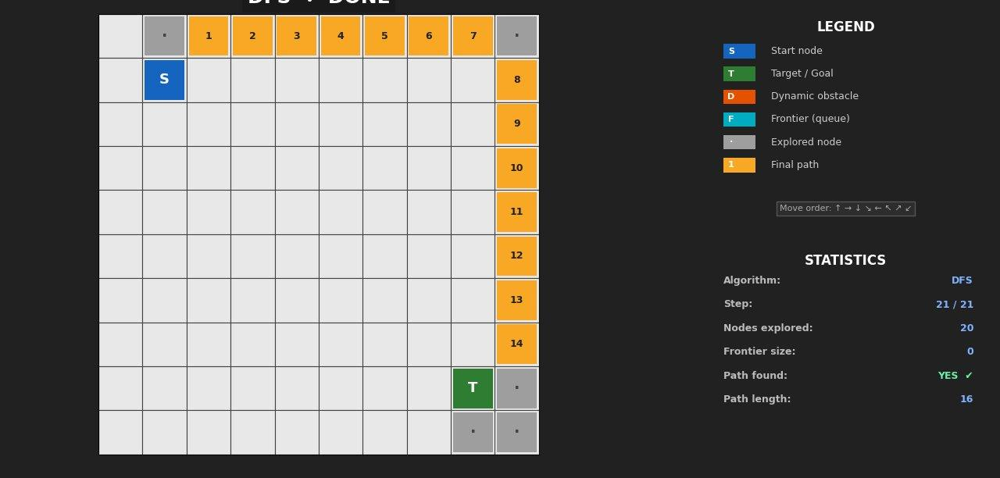 DFS · DONE
· 1 2 3 4 5 6 7 ·
S 8
9
10
11
12
13
14
T ·
· ·
LEGEND
S Start node
T Target / Goal
D Dynamic obstacle
F Frontier (queue)
· Explored node
1 Final path
Move order: ↑ → ↓ ↘ ← ↖ ↗ ↙
STATISTICS
Algorithm: DFS
Step: 21 / 21
Nodes explored: 20
Frontier size: 0
Path found: YES ✔
Path length: 16